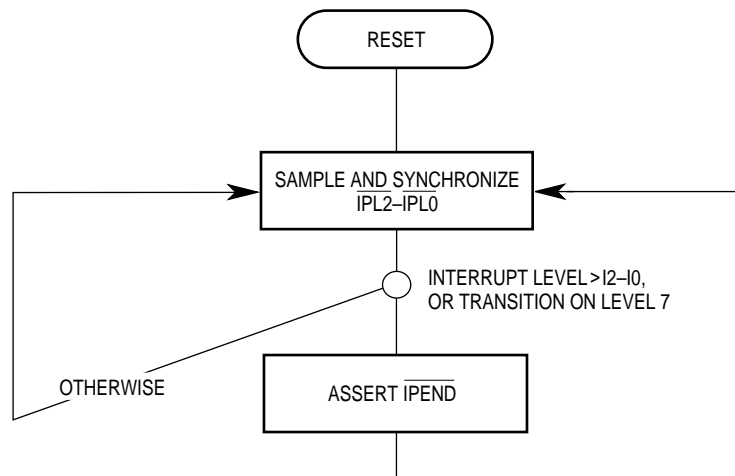 RESET
SAMPLE AND SYNCHRONIZE
IPL2–IPL0
INTERRUPT LEVEL>I2–I0,
OR TRANSITION ON LEVEL 7
OTHERWISE
ASSERT IPEND